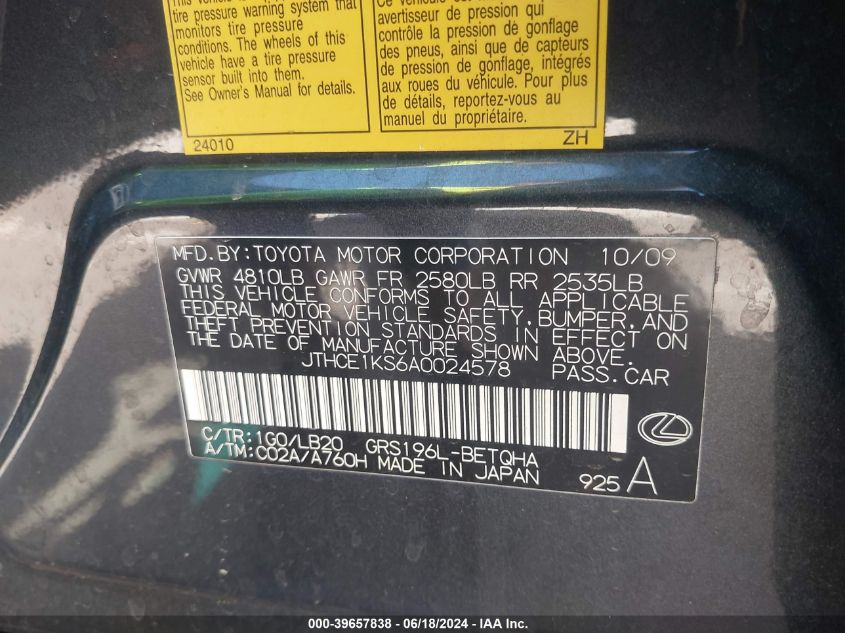 This vehicle
tire pressure warning system that
monitors tire pressure
conditions. The wheels of this
vehicle have a tire pressure
sensor built into them.
See Owner's Manual for details.
24010
Ce véhicule est
avertisseur de pression qui
contrôle la pression de gonflage
des pneus, ainsi que de capteurs
de pression de gonflage, intégrés
aux roues du véhicule. Pour plus
de détails, reportez-vous au
manuel du propriétaire.
ZH
MFD. BY: TOYOTA MOTOR CORPORATION 10/09
GVWR 4810LB GAWR FR 2580LB RR 2535LB
THIS VEHICLE CONFORMS TO ALL APPLICABLE
FEDERAL MOTOR VEHICLE SAFETY, BUMPER, AND
THEFT PREVENTION STANDARDS IN EFFECT ON
THE DATE OF MANUFACTURE SHOWN ABOVE.
JTHCE1KS6A0024578 PASS. CAR
C/TR: 1G0/LB20 GRS196L-BETQHA
A/TM: C02A/A760H MADE IN JAPAN
925 A
000-39657838 - 06/18/2024 - IAA Inc.